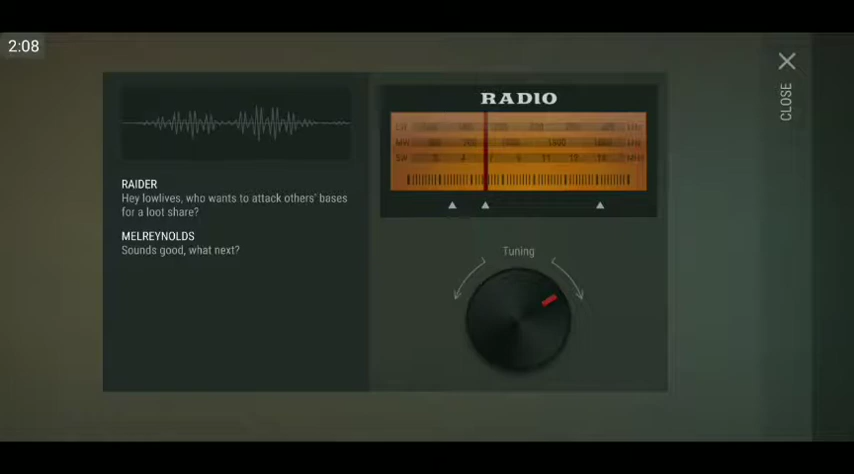 2:08
RADIO
CLOSE
RAIDER
Hey lowlives, who wants to attack others' bases
for a loot share?
MELREYNOLDS
Sounds good, what next?
Tuning